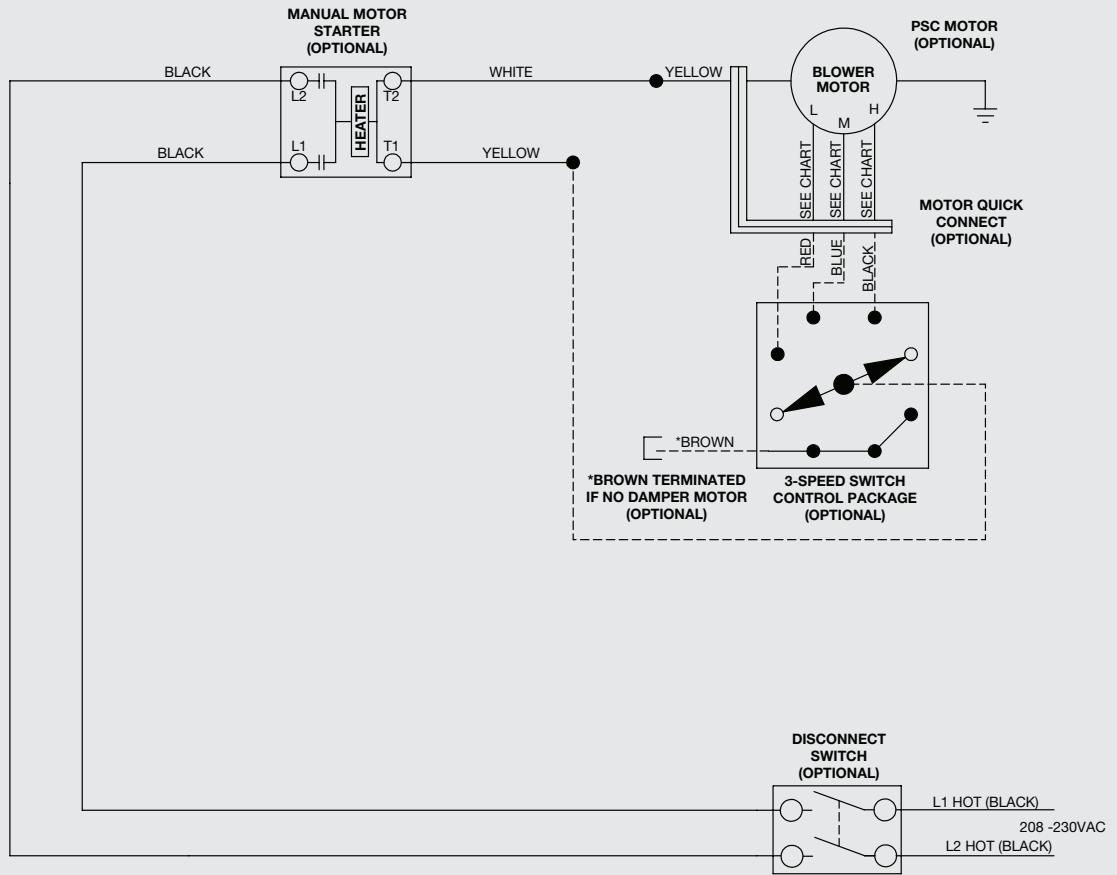 MANUAL MOTOR
STARTER
(OPTIONAL)
PSC MOTOR
(OPTIONAL)
BLACK
L2
T2
WHITE
YELLOW
BLOWER
MOTOR
L
M
H
HEATER
BLACK
L1
T1
YELLOW
SEE CHART
SEE CHART
SEE CHART
MOTOR QUICK
CONNECT
(OPTIONAL)
RED
BLUE
BLACK
*BROWN
*BROWN TERMINATED
IF NO DAMPER MOTOR
(OPTIONAL)
3-SPEED SWITCH
CONTROL PACKAGE
(OPTIONAL)
DISCONNECT
SWITCH
(OPTIONAL)
L1 HOT (BLACK)
208 -230VAC
L2 HOT (BLACK)